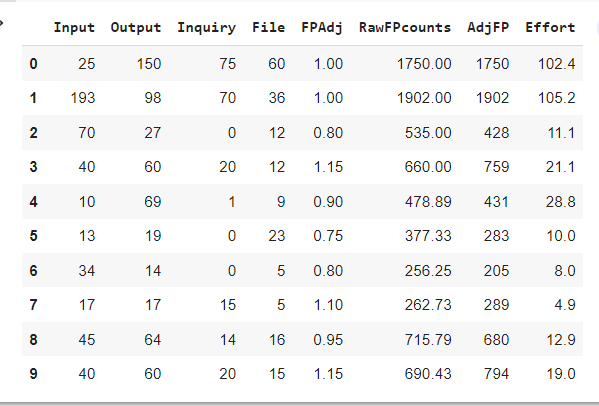 Input Output Inquiry File FPAdj RawFPcounts AdjFP Effort
0 25 150 75 60 1.00 1750.00 1750 102.4
1 193 98 70 36 1.00 1902.00 1902 105.2
2 70 27 0 12 0.80 535.00 428 11.1
3 40 60 20 12 1.15 660.00 759 21.1
4 10 69 1 9 0.90 478.89 431 28.8
5 13 19 0 23 0.75 377.33 283 10.0
6 34 14 0 5 0.80 256.25 205 8.0
7 17 17 15 5 1.10 262.73 289 4.9
8 45 64 14 16 0.95 715.79 680 12.9
9 40 60 20 15 1.15 690.43 794 19.0